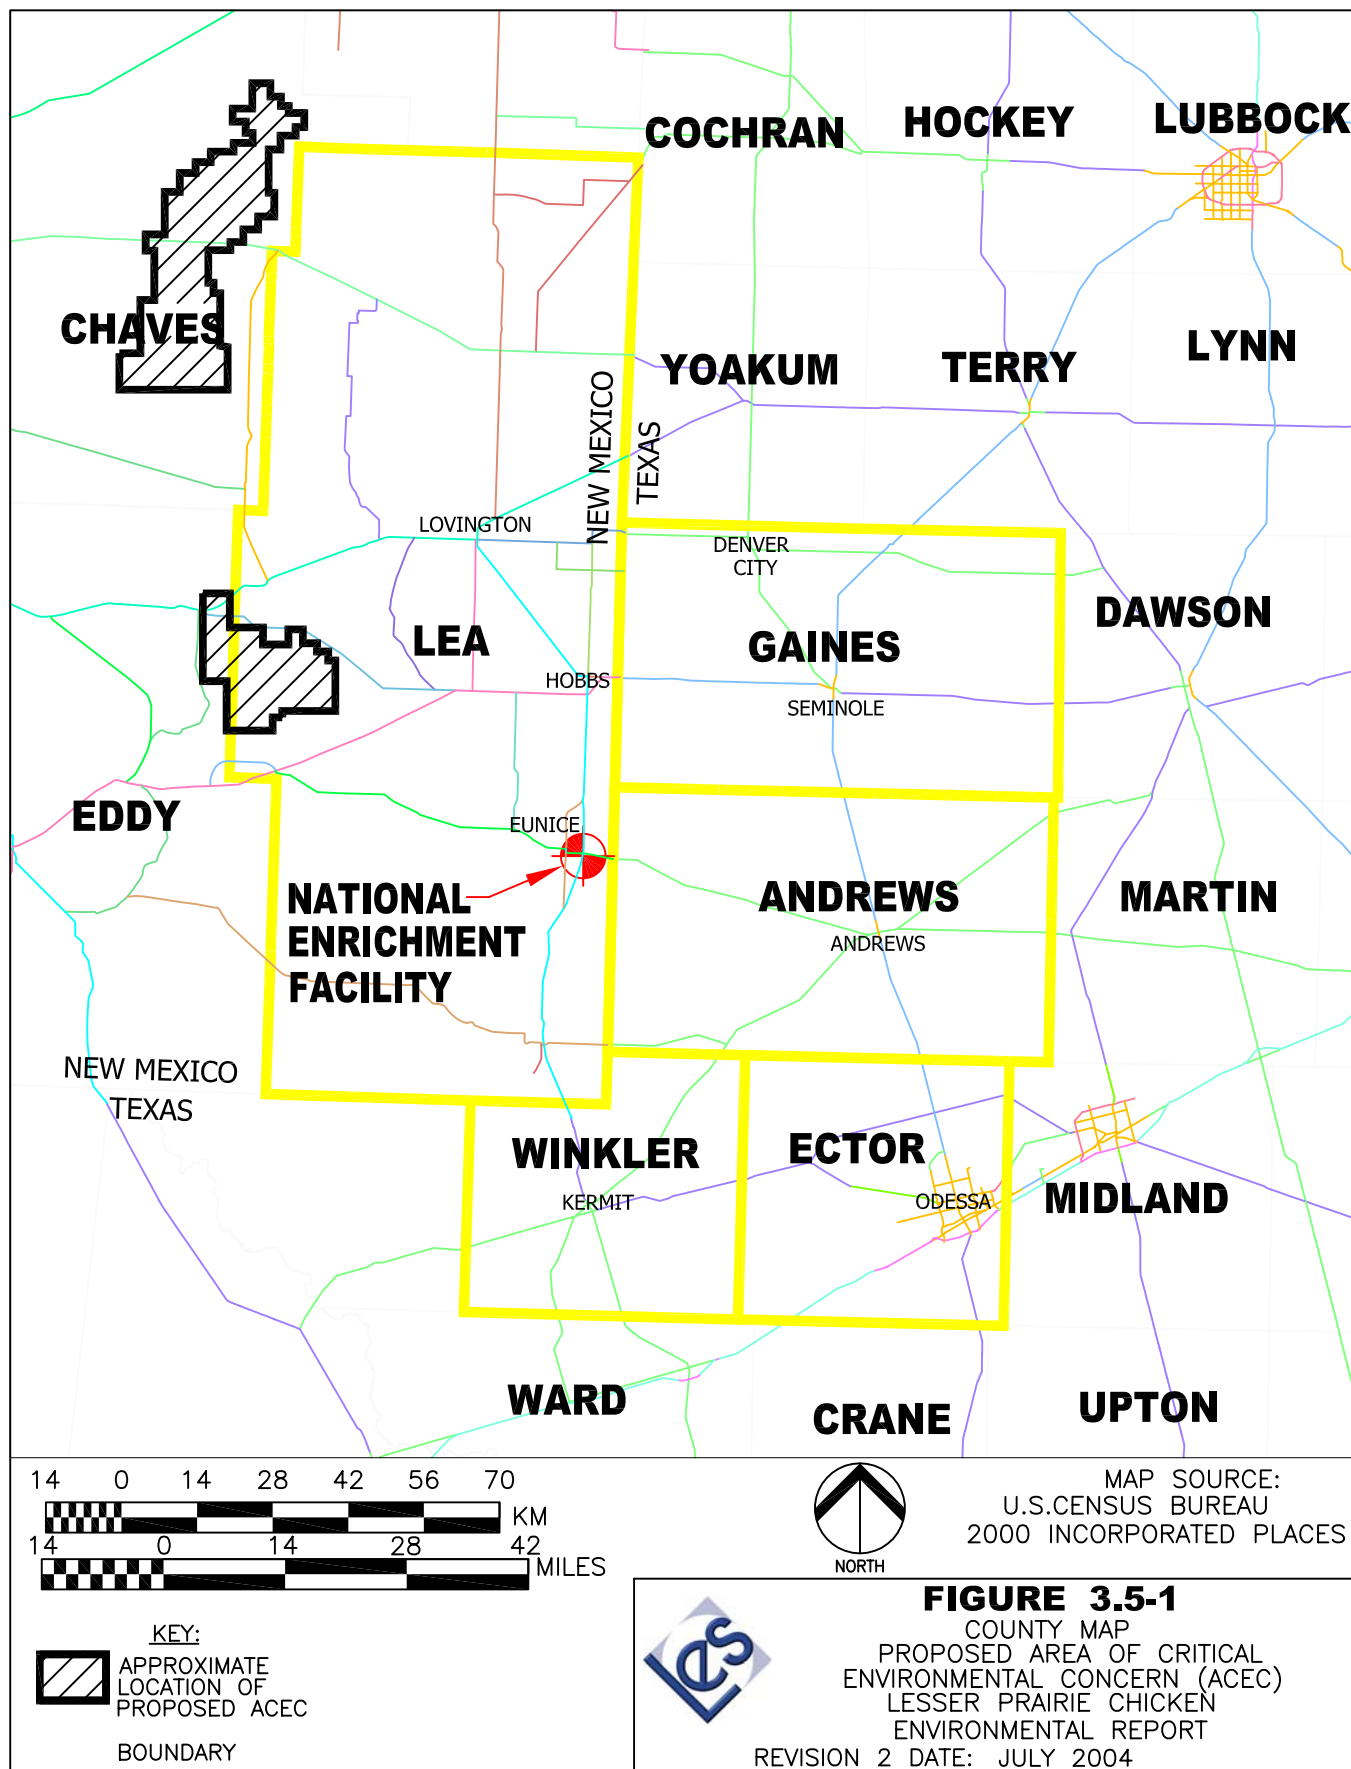 COCHRAN
HOCKEY
LUBBOCK
CHAVES
YOAKUM
TERRY
LYNN
NEW MEXICO
TEXAS
LOVINGTON
DENVER
CITY
LEA
GAINES
DAWSON
HOBBS
SEMINOLE
EDDY
EUNICE
NATIONAL
ENRICHMENT
FACILITY
ANDREWS
ANDREWS
MARTIN
NEW MEXICO
TEXAS
WINKLER
KERMIT
ECTOR
ODESSA
MIDLAND
WARD
CRANE
UPTON
14 0 14 28 42 56 70
KM
14 0 14 28 42
MILES
NORTH
MAP SOURCE:
U.S.CENSUS BUREAU
2000 INCORPORATED PLACES
KEY:
APPROXIMATE
LOCATION OF
PROPOSED ACEC
BOUNDARY
LES
FIGURE 3.5-1
COUNTY MAP
PROPOSED AREA OF CRITICAL
ENVIRONMENTAL CONCERN (ACEC)
LESSER PRAIRIE CHICKEN
ENVIRONMENTAL REPORT
REVISION 2 DATE: JULY 2004